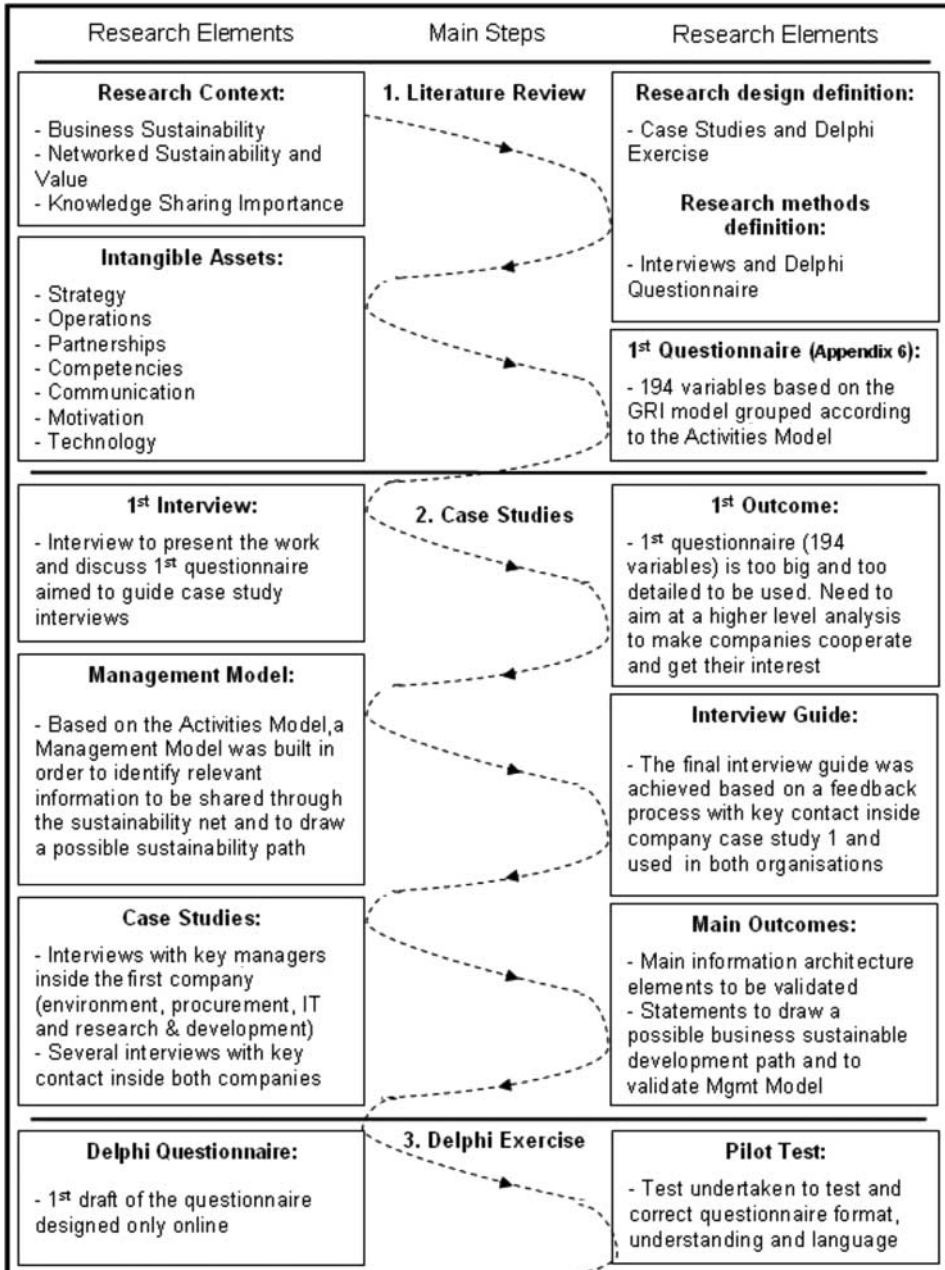 Research Elements Main Steps Research Elements
Research Context:
- Business Sustainability
- Networked Sustainability and
Value
- Knowledge Sharing Importance
1. Literature Review
Research design definition:
- Case Studies and Delphi
Exercise
Research methods
definition:
- Interviews and Delphi
Questionnaire
Intangible Assets:
- Strategy
- Operations
- Partnerships
- Competencies
- Communication
- Motivation
- Technology
1st Questionnaire (Appendix 6):
- 194 variables based on the
GRI model grouped according
to the Activities Model
1st Interview:
- Interview to present the work
and discuss 1st questionnaire
aimed to guide case study
interviews
2. Case Studies
1st Outcome:
- 1st questionnaire (194
variables) is too big and too
detailed to be used. Need to
aim at a higher level analysis
to make companies cooperate
and get their interest
Management Model:
- Based on the Activities Model,a
Management Model was built in
order to identify relevant
information to be shared through
the sustainability net and to draw
a possible sustainability path
Interview Guide:
- The final interview guide was
achieved based on a feedback
process with key contact inside
company case study 1 and
used in both organisations
Case Studies:
- Interviews with key managers
inside the first company
(environment, procurement, IT
and research & development)
- Several interviews with key
contact inside both companies
Main Outcomes:
- Main information architecture
elements to be validated
- Statements to draw a
possible business sustainable
development path and to
validate Mgmt Model
3. Delphi Exercise
Delphi Questionnaire:
- 1st draft of the questionnaire
designed only online
Pilot Test:
- Test undertaken to test and
correct questionnaire format,
understanding and language